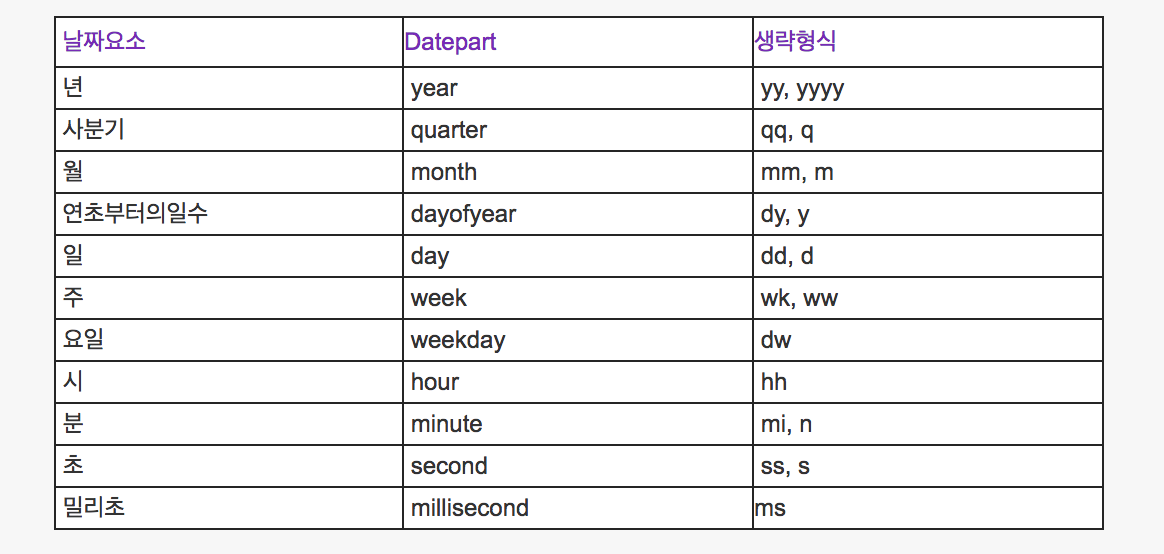 날짜요소 Datepart 생략형식
년 year yy, yyyy
사분기 quarter qq, q
월 month mm, m
연초부터의일수 dayofyear dy, y
일 day dd, d
주 week wk, ww
요일 weekday dw
시 hour hh
분 minute mi, n
초 second ss, s
밀리초 millisecond ms